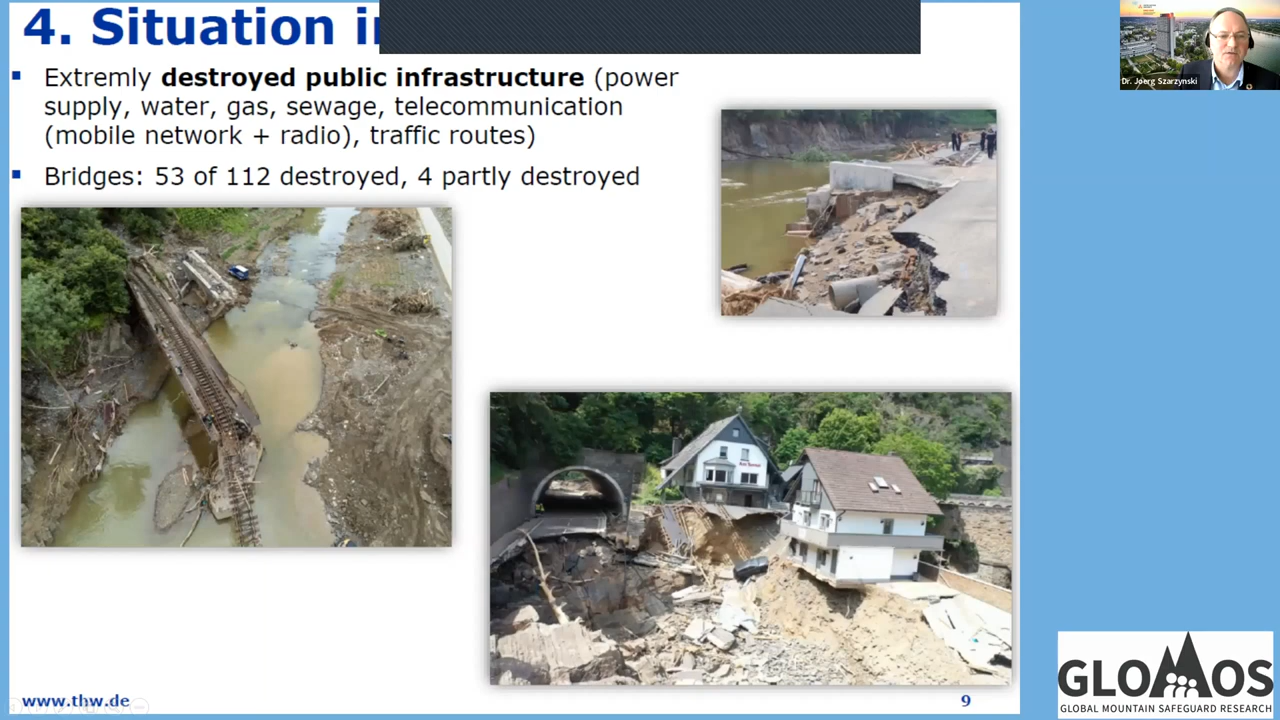 4. Situation i
Extremly destroyed public infrastructure (power
supply, water, gas, sewage, telecommunication
(mobile network + radio), traffic routes)
Bridges: 53 of 112 destroyed, 4 partly destroyed
www.thw.de
9
Dr. Joerg Szarzynski
GLOMOS
GLOBAL MOUNTAIN SAFEGUARD RESEARCH